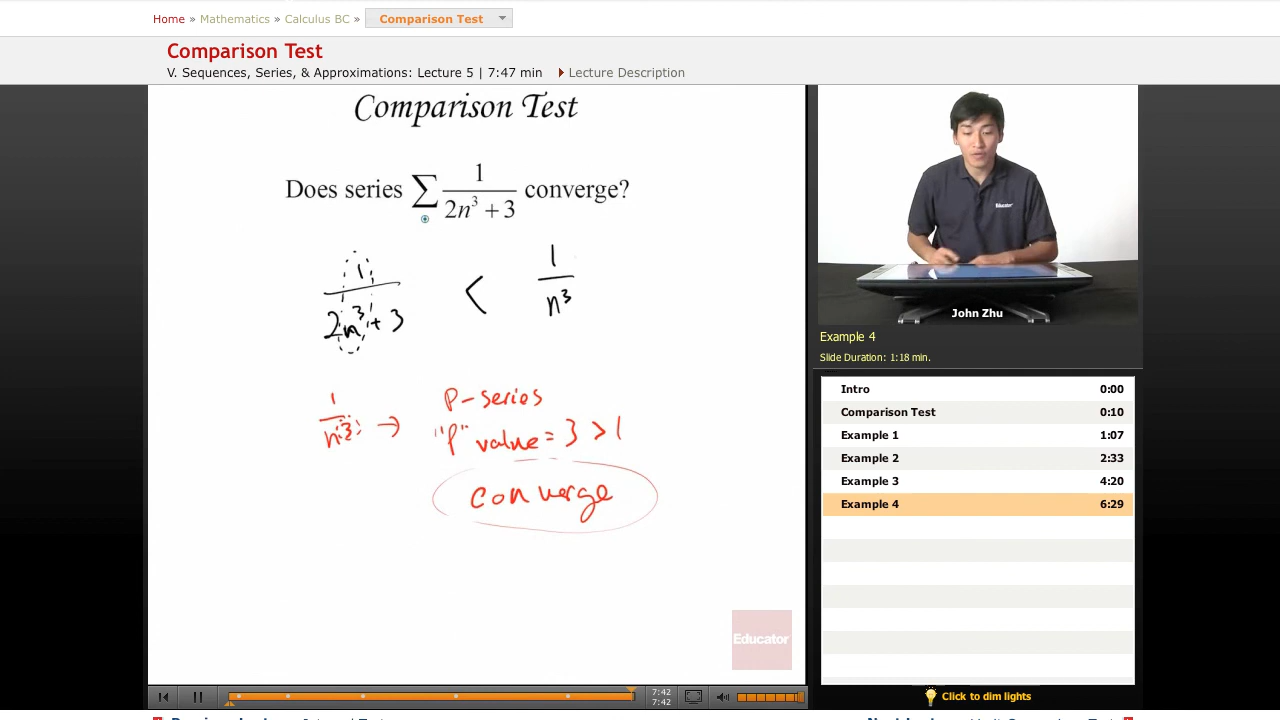 Home » Mathematics » Calculus BC » Comparison Test
Comparison Test
V. Sequences, Series, & Approximations: Lecture 5 | 7:47 min Lecture Description
Comparison Test
Does series ∑ 1/(2n³ + 3) converge?
1/(2n³ + 3) < 1/n³
1/n³ → P-series
"P" value = 3 > 1
converge
Educator
7:42
7:42
Educator
John Zhu
Example 4
Slide Duration: 1:18 min.
Intro 0:00
Comparison Test 0:10
Example 1 1:07
Example 2 2:33
Example 3 4:20
Example 4 6:29
Click to dim lights